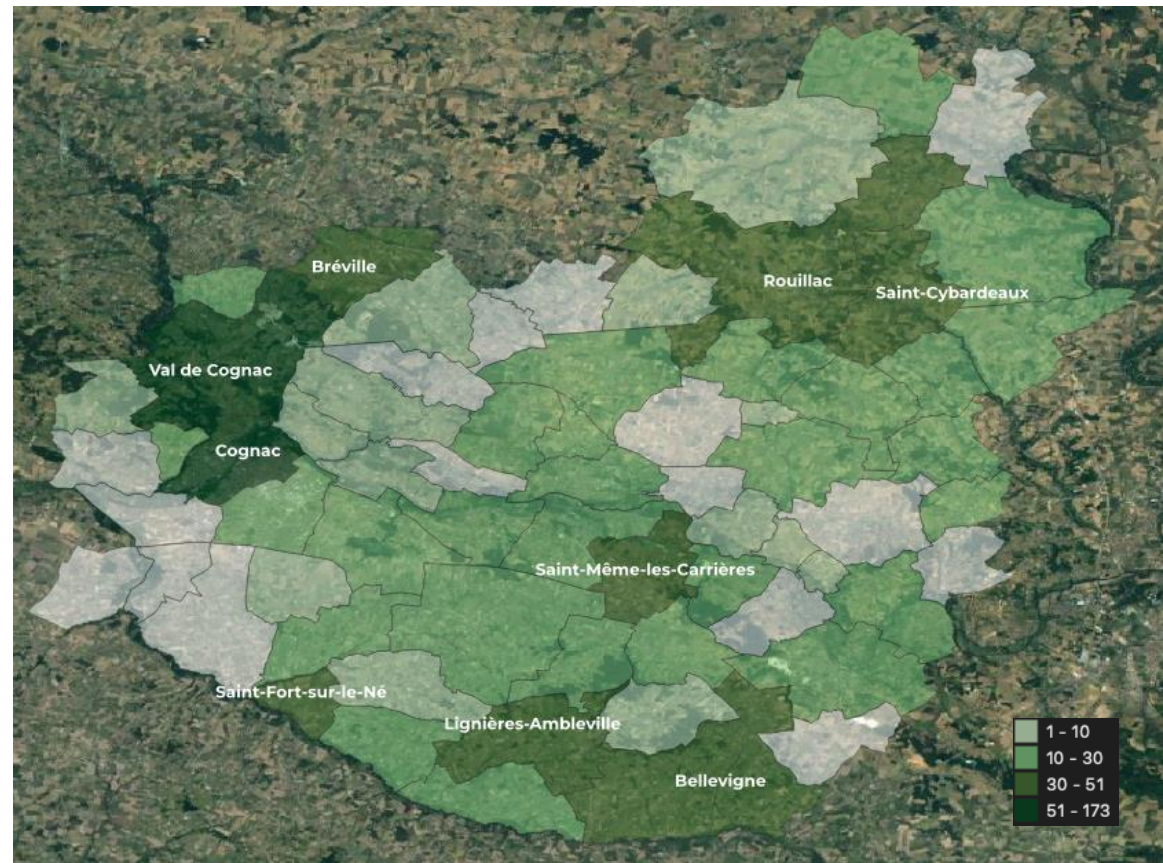 Bréville
Rouillac
Saint-Cybardeaux
Val de Cognac
Cognac
Saint-Même-les-Carrières
Saint-Fort-sur-le-Né
Lignières-Ambleville
Bellevigne
1 - 10
10 - 30
30 - 51
51 - 173